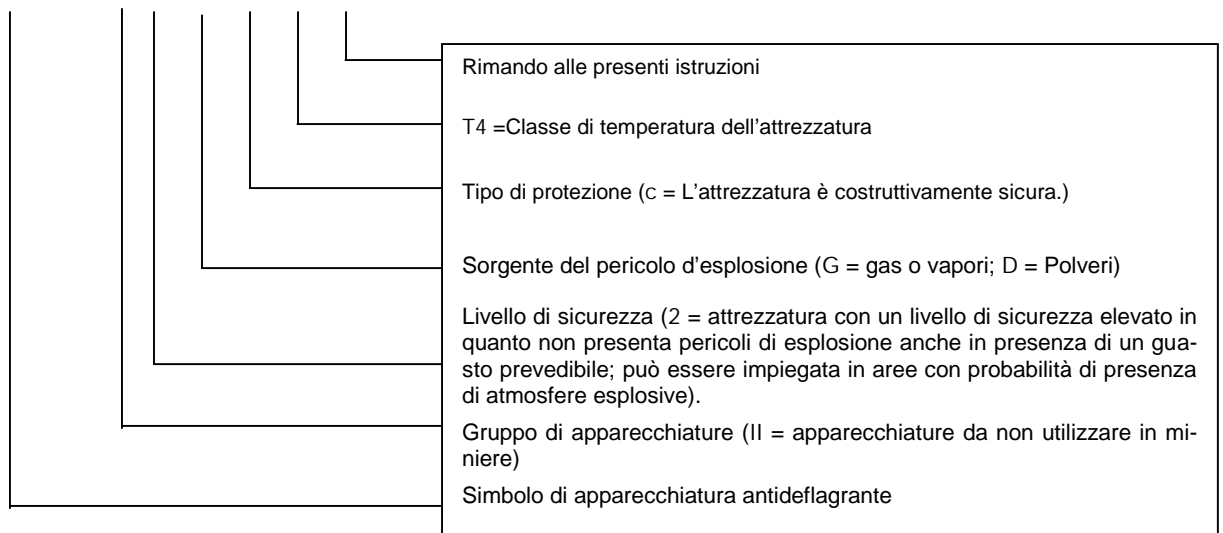 Rimando alle presenti istruzioni
T4 =Classe di temperatura dell'attrezzatura
Tipo di protezione (c = L'attrezzatura è costruttivamente sicura.)
Sorgente del pericolo d'esplosione (G = gas o vapori; D = Polveri)
Livello di sicurezza (2 = attrezzatura con un livello di sicurezza elevato in
quanto non presenta pericoli di esplosione anche in presenza di un gua-
sto prevedibile; può essere impiegata in aree con probabilità di presenza
di atmosfere esplosive).
Gruppo di apparecchiature (II = apparecchiature da non utilizzare in mi-
niere)
Simbolo di apparecchiatura antideflagrante